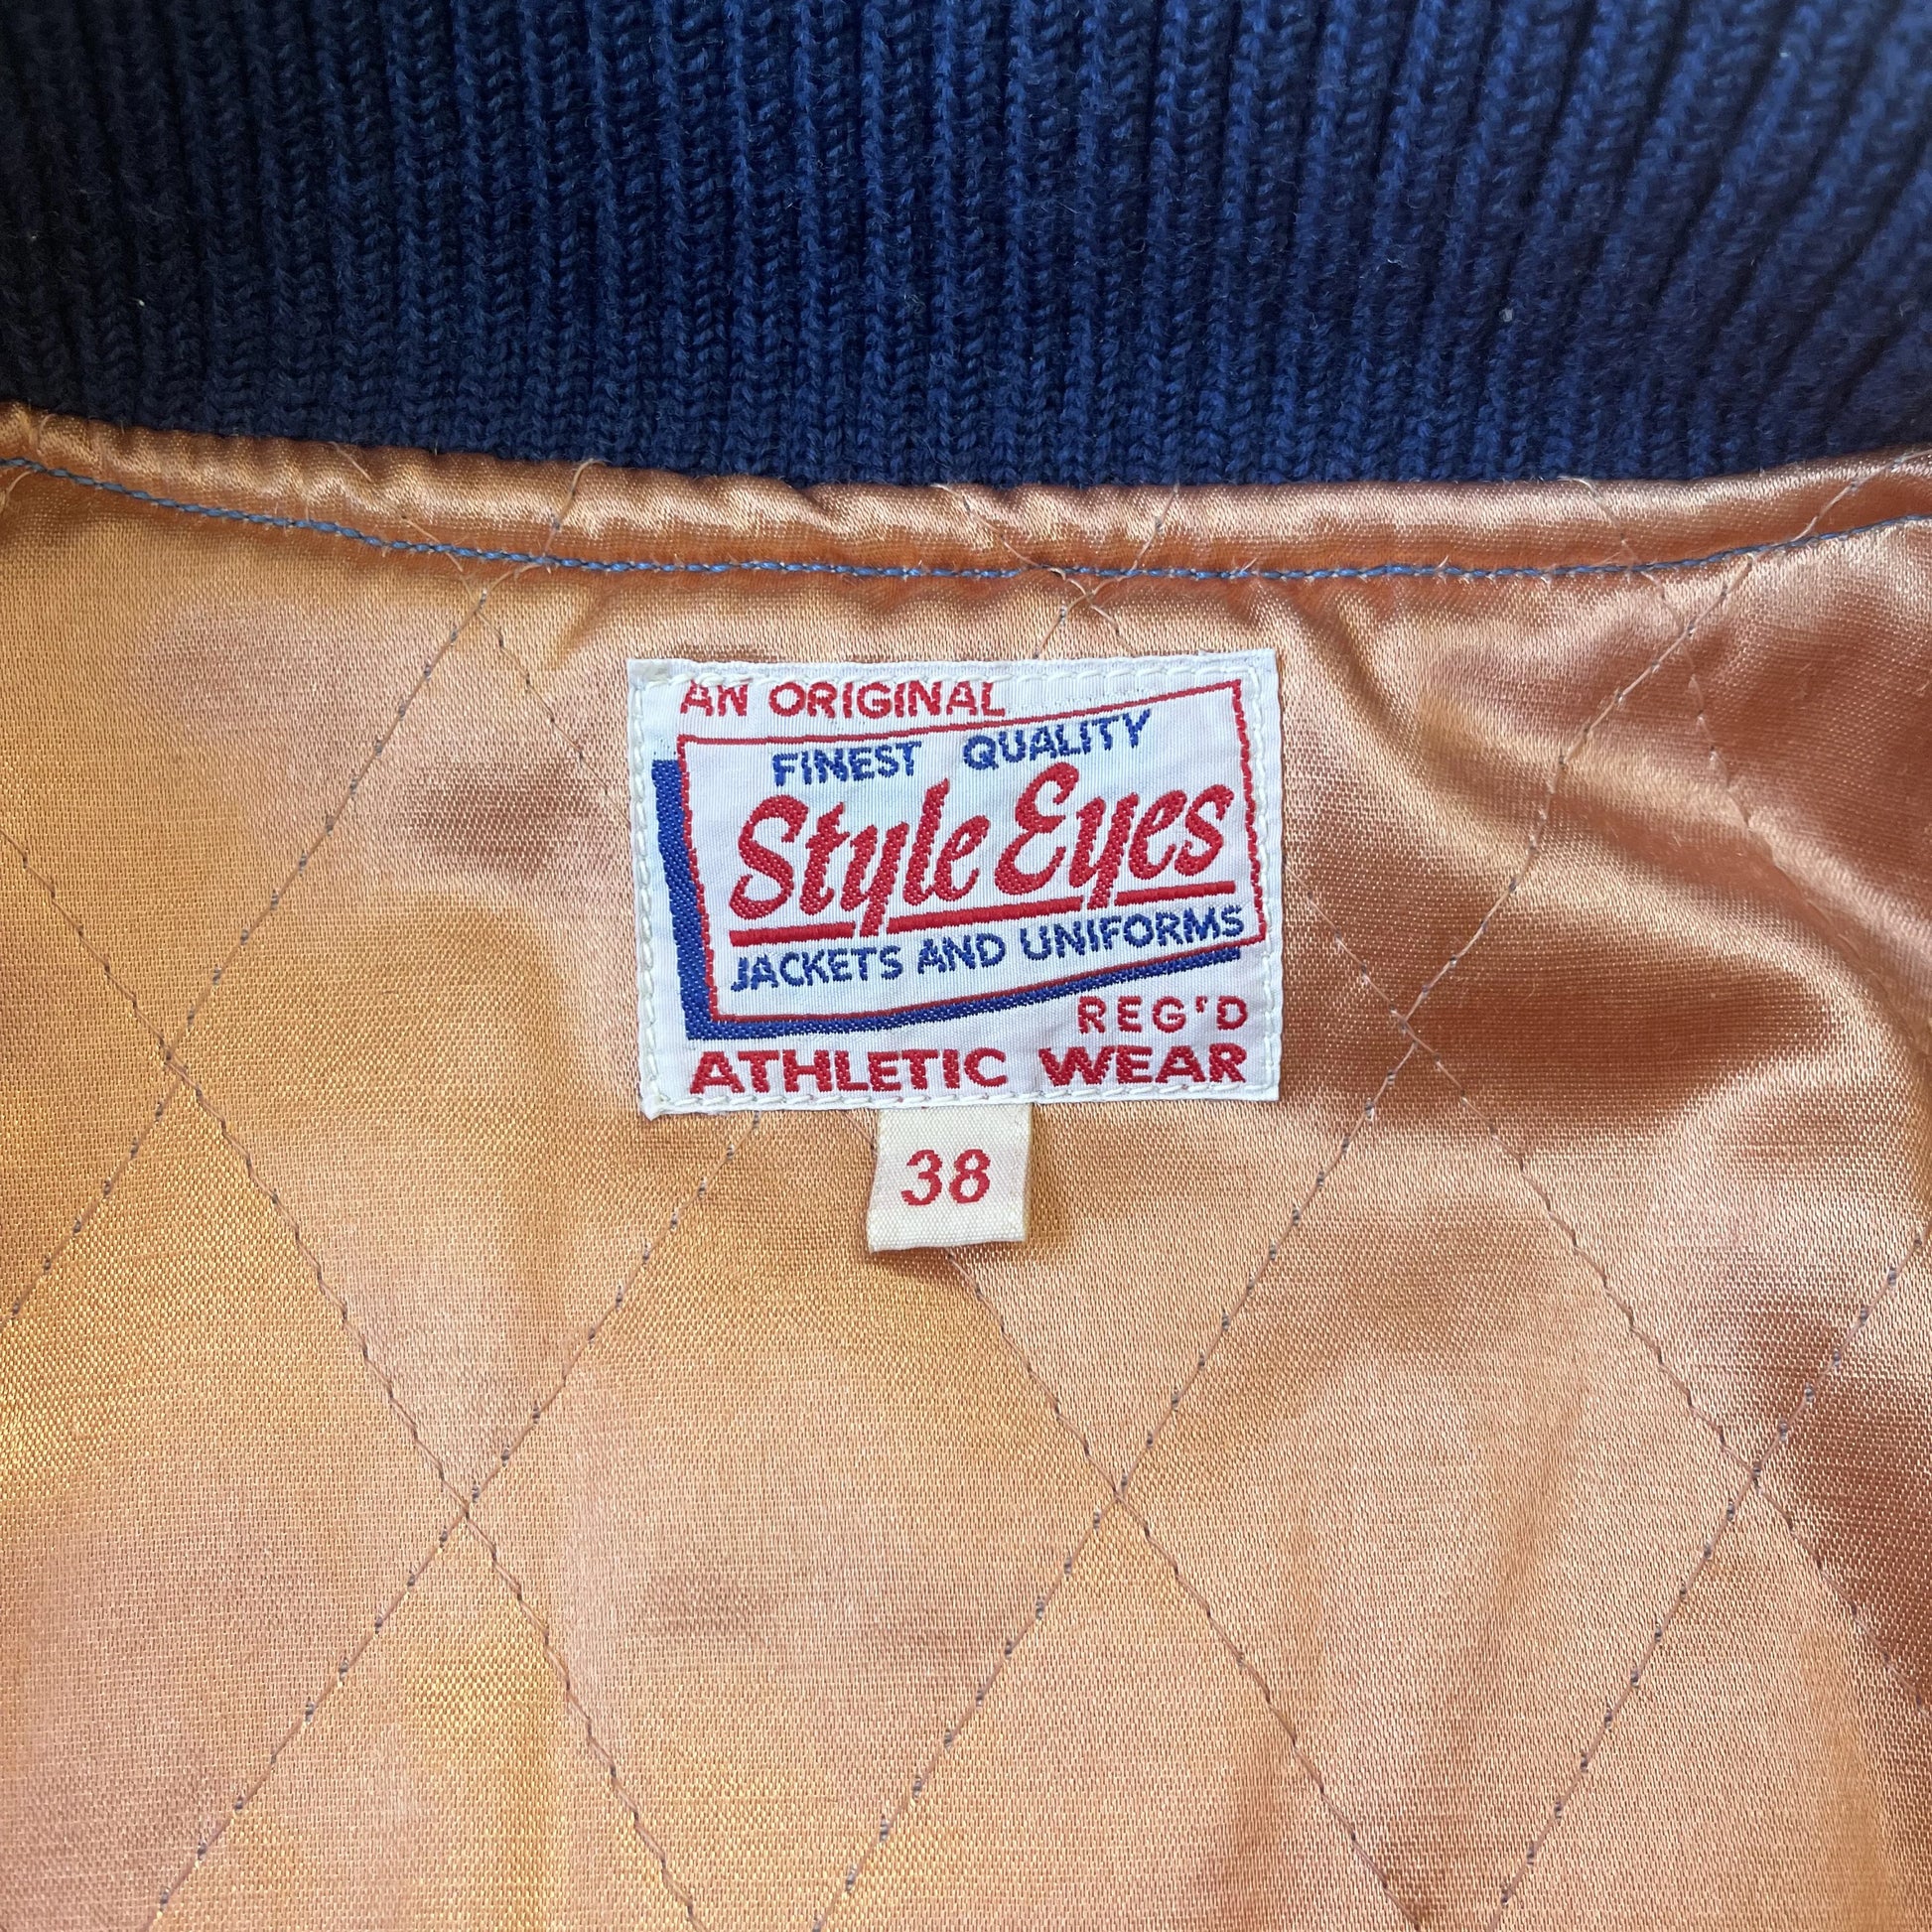 AN ORIGINAL
FINEST QUALITY
Style Eyes
JACKETS AND UNIFORMS
REG'D
ATHLETIC WEAR
38